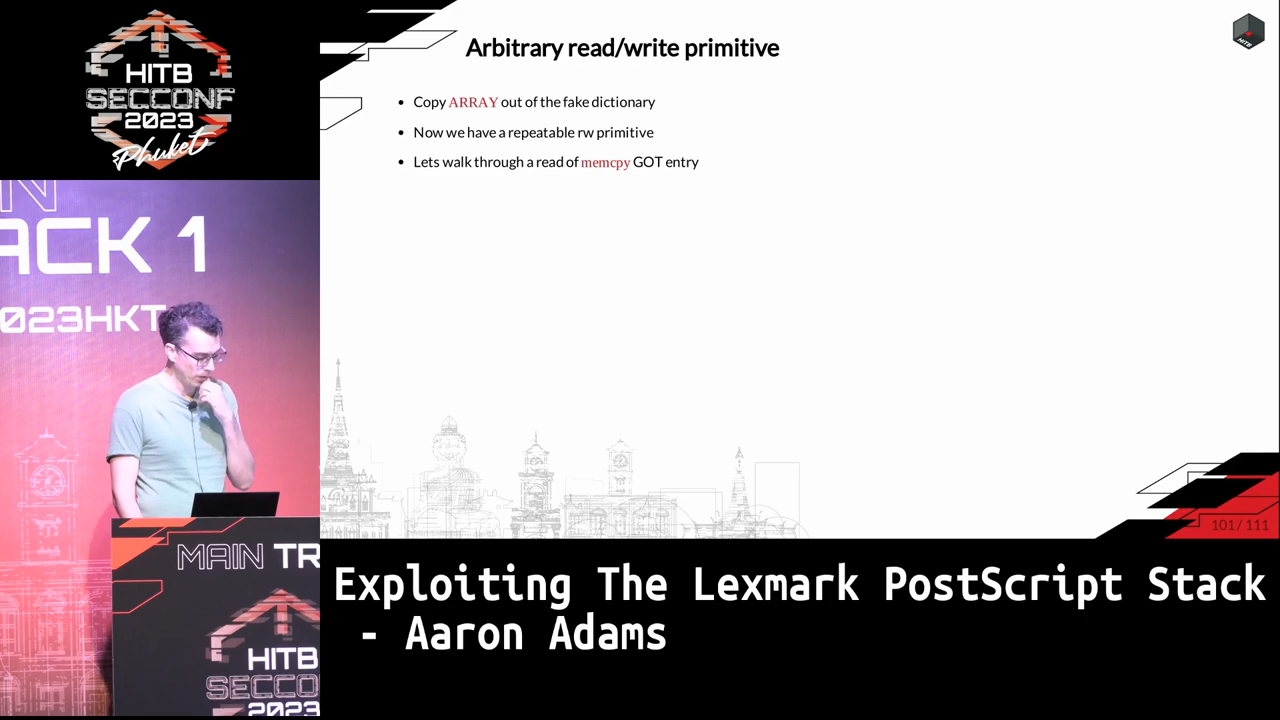 HITB
SECCONF
2023
Phuket
N
ACK 1
023HKT
MAIN TR
HITB
SECCO
2023
Arbitrary read/write primitive
HITB
• Copy ARRAY out of the fake dictionary
• Now we have a repeatable rw primitive
• Lets walk through a read of memcpy GOT entry
101 / 111
Exploiting The Lexmark PostScript Stack
- Aaron Adams